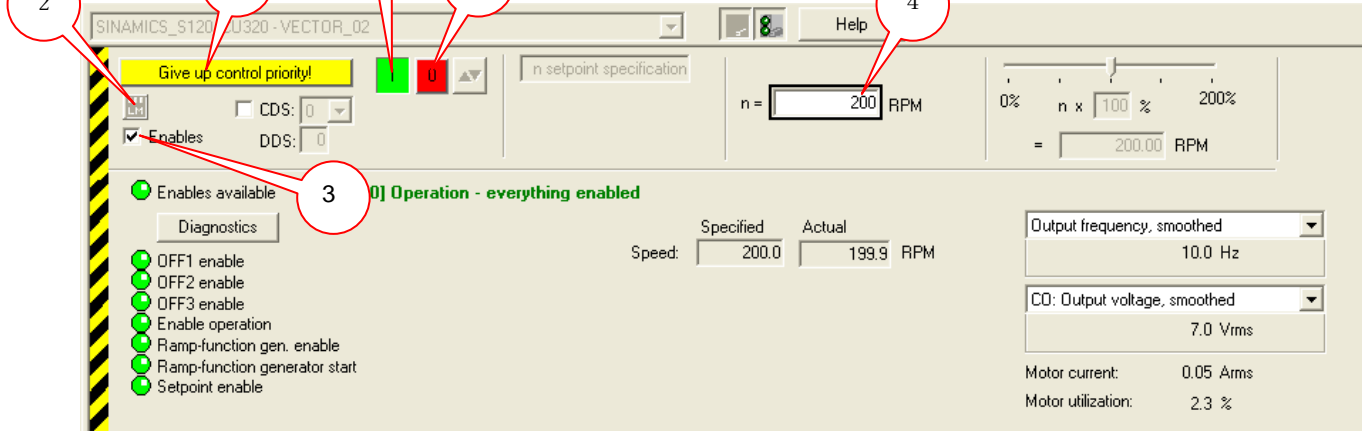 2
4
SINAMICS_S120_CU320 - VECTOR_02
Help
Give up control priority!
I
0
n setpoint specification
n =
200
RPM
0%
n x
100
%
200%
CDS:
0
Enables
DDS:
0
=
200.00
RPM
3
Enables available
0] Operation - everything enabled
Diagnostics
Specified
Actual
Speed:
200.0
199.9
RPM
Output frequency, smoothed
10.0 Hz
OFF1 enable
OFF2 enable
OFF3 enable
CO: Output voltage, smoothed
Enable operation
7.0 Vrms
Ramp-function gen. enable
Ramp-function generator start
Motor current:
0.05 Arms
Setpoint enable
Motor utilization:
2.3 %